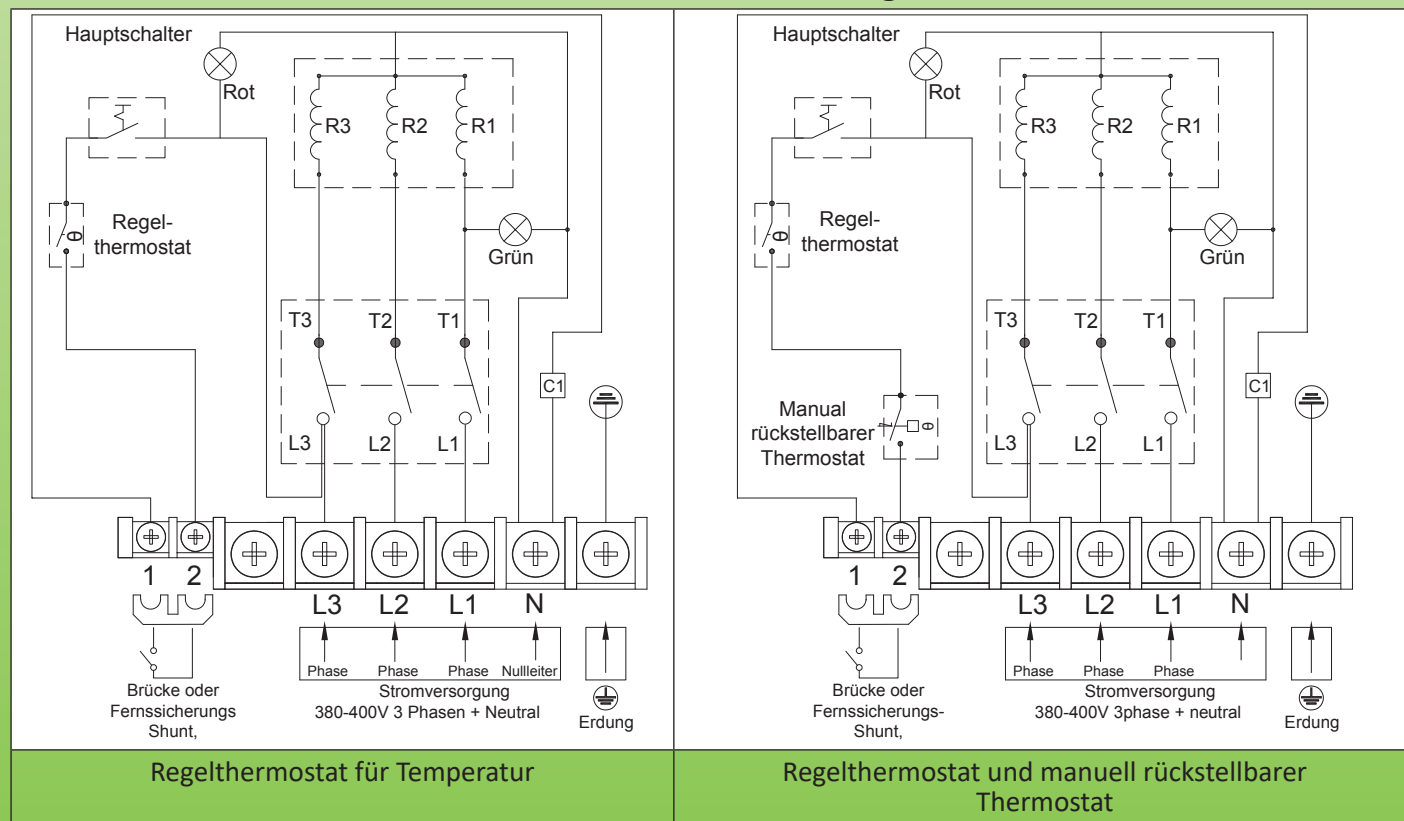 Hauptschalter
Rot
R3 R2 R1
Regel-
thermostat
θ
Grün
T3 T2 T1
C1
L3 L2 L1
1 2
L3 L2 L1 N
Phase Phase Phase Nullleiter
Brücke oder
Fernssicherungs
Shunt,
Stromversorgung
380-400V 3 Phasen + Neutral
Erdung
Regelthermostat für Temperatur
Hauptschalter
Rot
R3 R2 R1
Regel-
thermostat
θ
Grün
T3 T2 T1
C1
Manual
rückstellbarer
Thermostat
θ
L3 L2 L1
1 2
L3 L2 L1 N
Phase Phase Phase
Brücke oder
Fernssicherungs-
Shunt,
Stromversorgung
380-400V 3phase + neutral
Erdung
Regelthermostat und manuell rückstellbarer
Thermostat